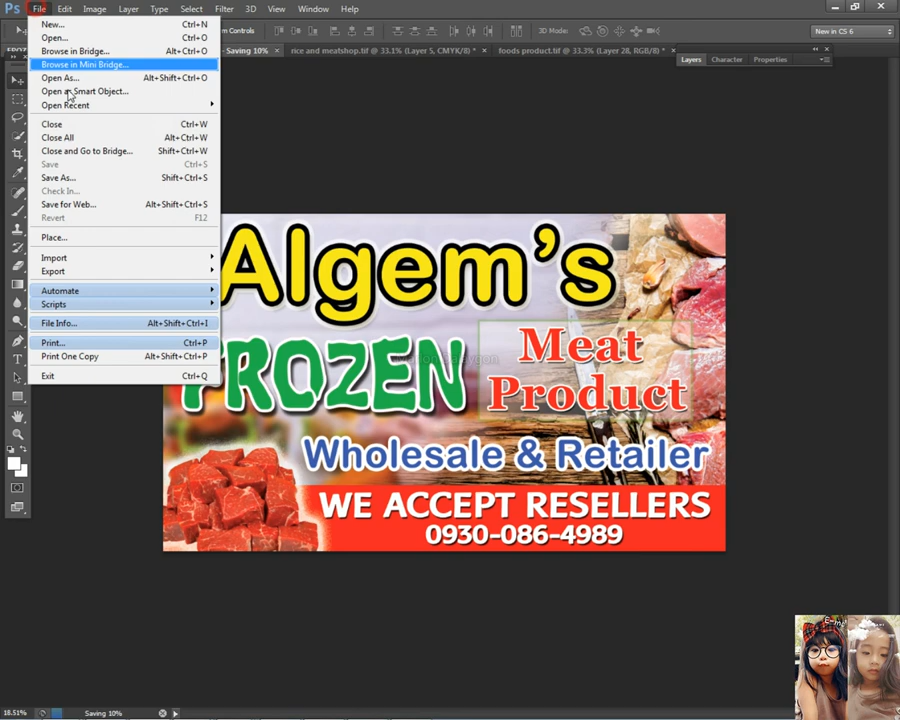 Ps File Edit Image Layer Type Select Filter 3D View Window Help
New in CS 6
Saving 10% × rice and meatshop.tif @ 33.1% (Layer 5, CMYK/8) * × foods product.tif @ 33.3% (Layer 28, RGB/8) * ×
3D Mode:
Layers Character Properties
New... Ctrl+N
Open... Ctrl+O
Browse in Bridge... Alt+Ctrl+O
Browse in Mini Bridge...
Open As... Alt+Shift+Ctrl+O
Open as Smart Object...
Open Recent
Close Ctrl+W
Close All Alt+Ctrl+W
Close and Go to Bridge... Shift+Ctrl+W
Save Ctrl+S
Save As... Shift+Ctrl+S
Check In...
Save for Web... Alt+Shift+Ctrl+S
Revert F12
Place...
Import
Export
Automate
Scripts
File Info... Alt+Shift+Ctrl+I
Print... Ctrl+P
Print One Copy Alt+Shift+Ctrl+P
Exit Ctrl+Q
Algem's
FROZEN
Meat
Product
Wholesale & Retailer
WE ACCEPT RESELLERS
0930-086-4989
18.51% Saving 10%